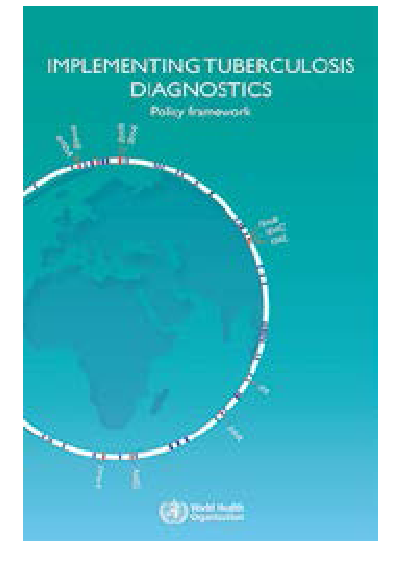 IMPLEMENTING TUBERCULOSIS
DIAGNOSTICS
Policy framework
World Health
Organization